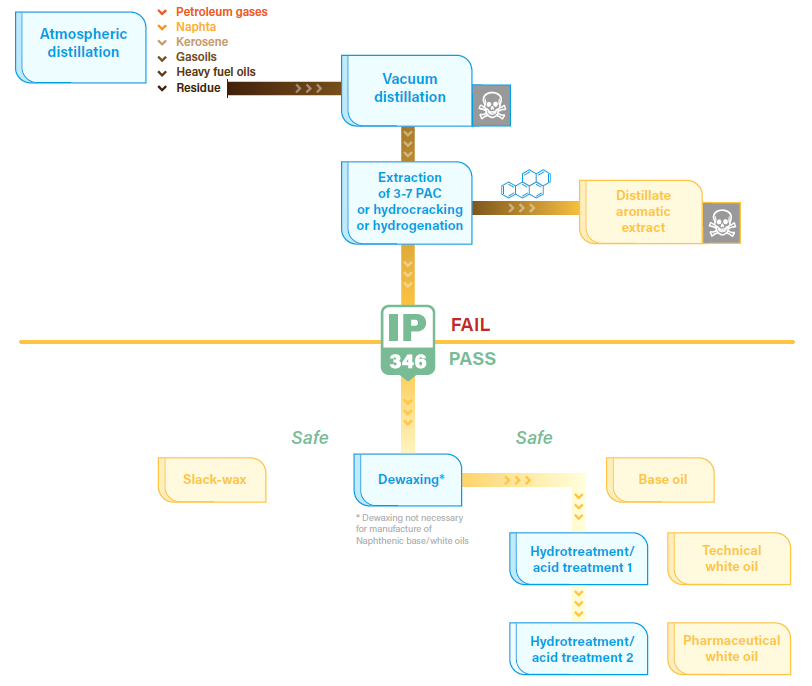 Atmospheric
distillation
Petroleum gases
Naphta
Kerosene
Gasoils
Heavy fuel oils
Residue
Vacuum
distillation
Extraction
of 3-7 PAC
or hydrocracking
or hydrogenation
Distillate
aromatic
extract
IP
346
FAIL
PASS
Safe
Safe
Slack-wax
Dewaxing*
Base oil
* Dewaxing not necessary
for manufacture of
Naphthenic base/white oils
Hydrotreatment/
acid treatment 1
Technical
white oil
Hydrotreatment/
acid treatment 2
Pharmaceutical
white oil